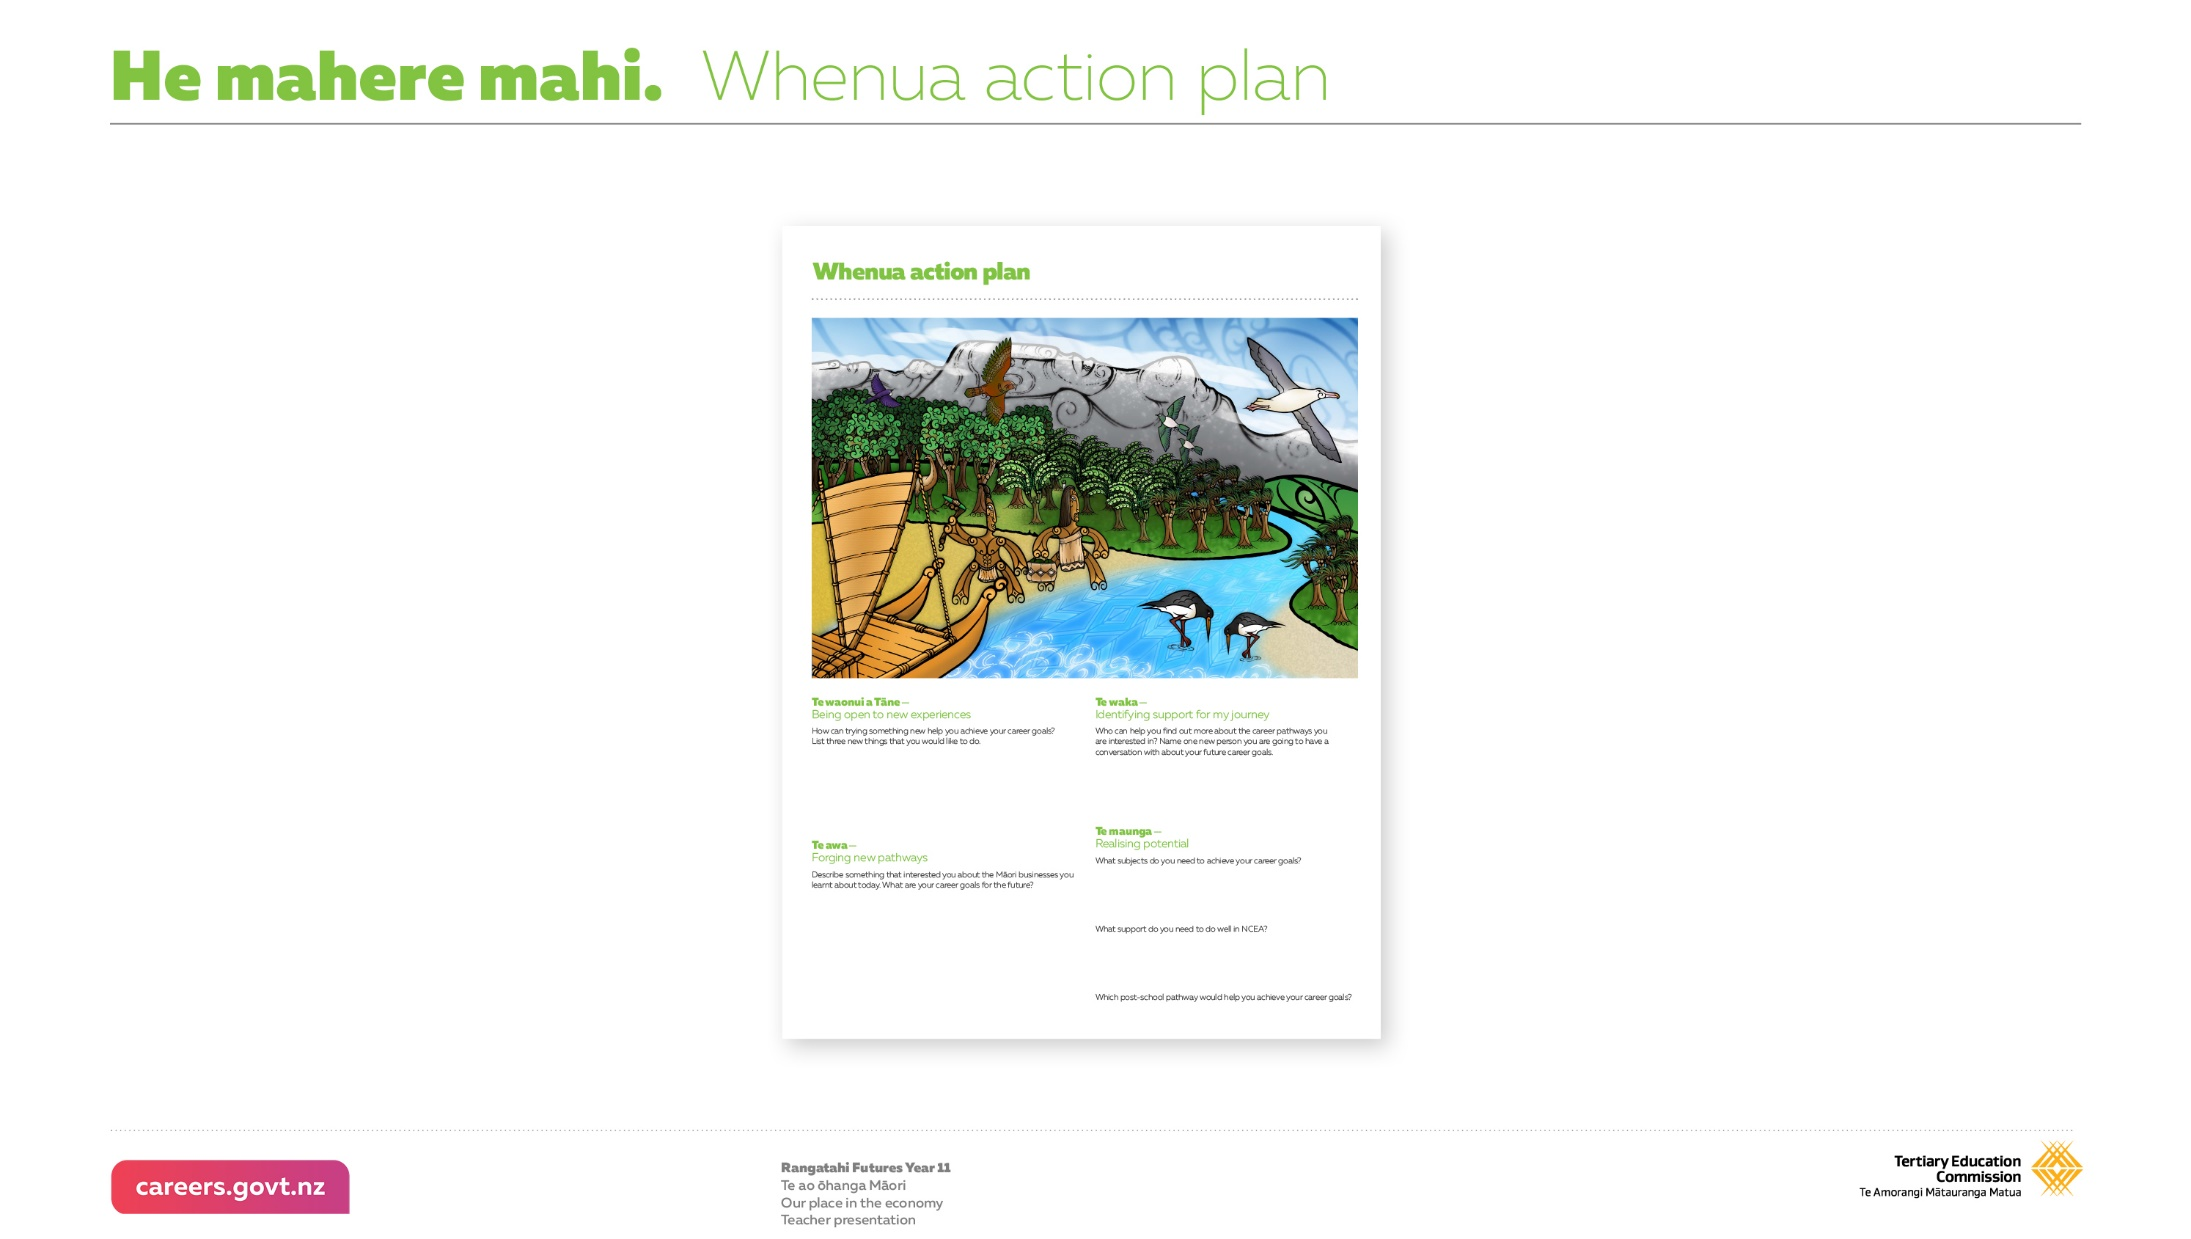 He mahere mahi. Whenua action plan
Whenua action plan
Te waonui a Tāne —
Being open to new experiences
How can trying something new help you achieve your career goals?
List three new things that you would like to do.
Te awa —
Forging new pathways
Describe something that interested you about the Māori businesses you
learnt about today. What are your career goals for the future?
Te waka —
Identifying support for my journey
Who can help you find out more about the career pathways you
are interested in? Name one new person you are going to have a
conversation with about your future career goals.
Te maunga —
Realising potential
What subjects do you need to achieve your career goals?
What support do you need to do well in NCEA?
Which post-school pathway would help you achieve your career goals?
careers.govt.nz
Rangatahi Futures Year 11
Te ao ōhanga Māori
Our place in the economy
Teacher presentation
Tertiary Education
Commission
Te Amorangi Mātauranga Matua